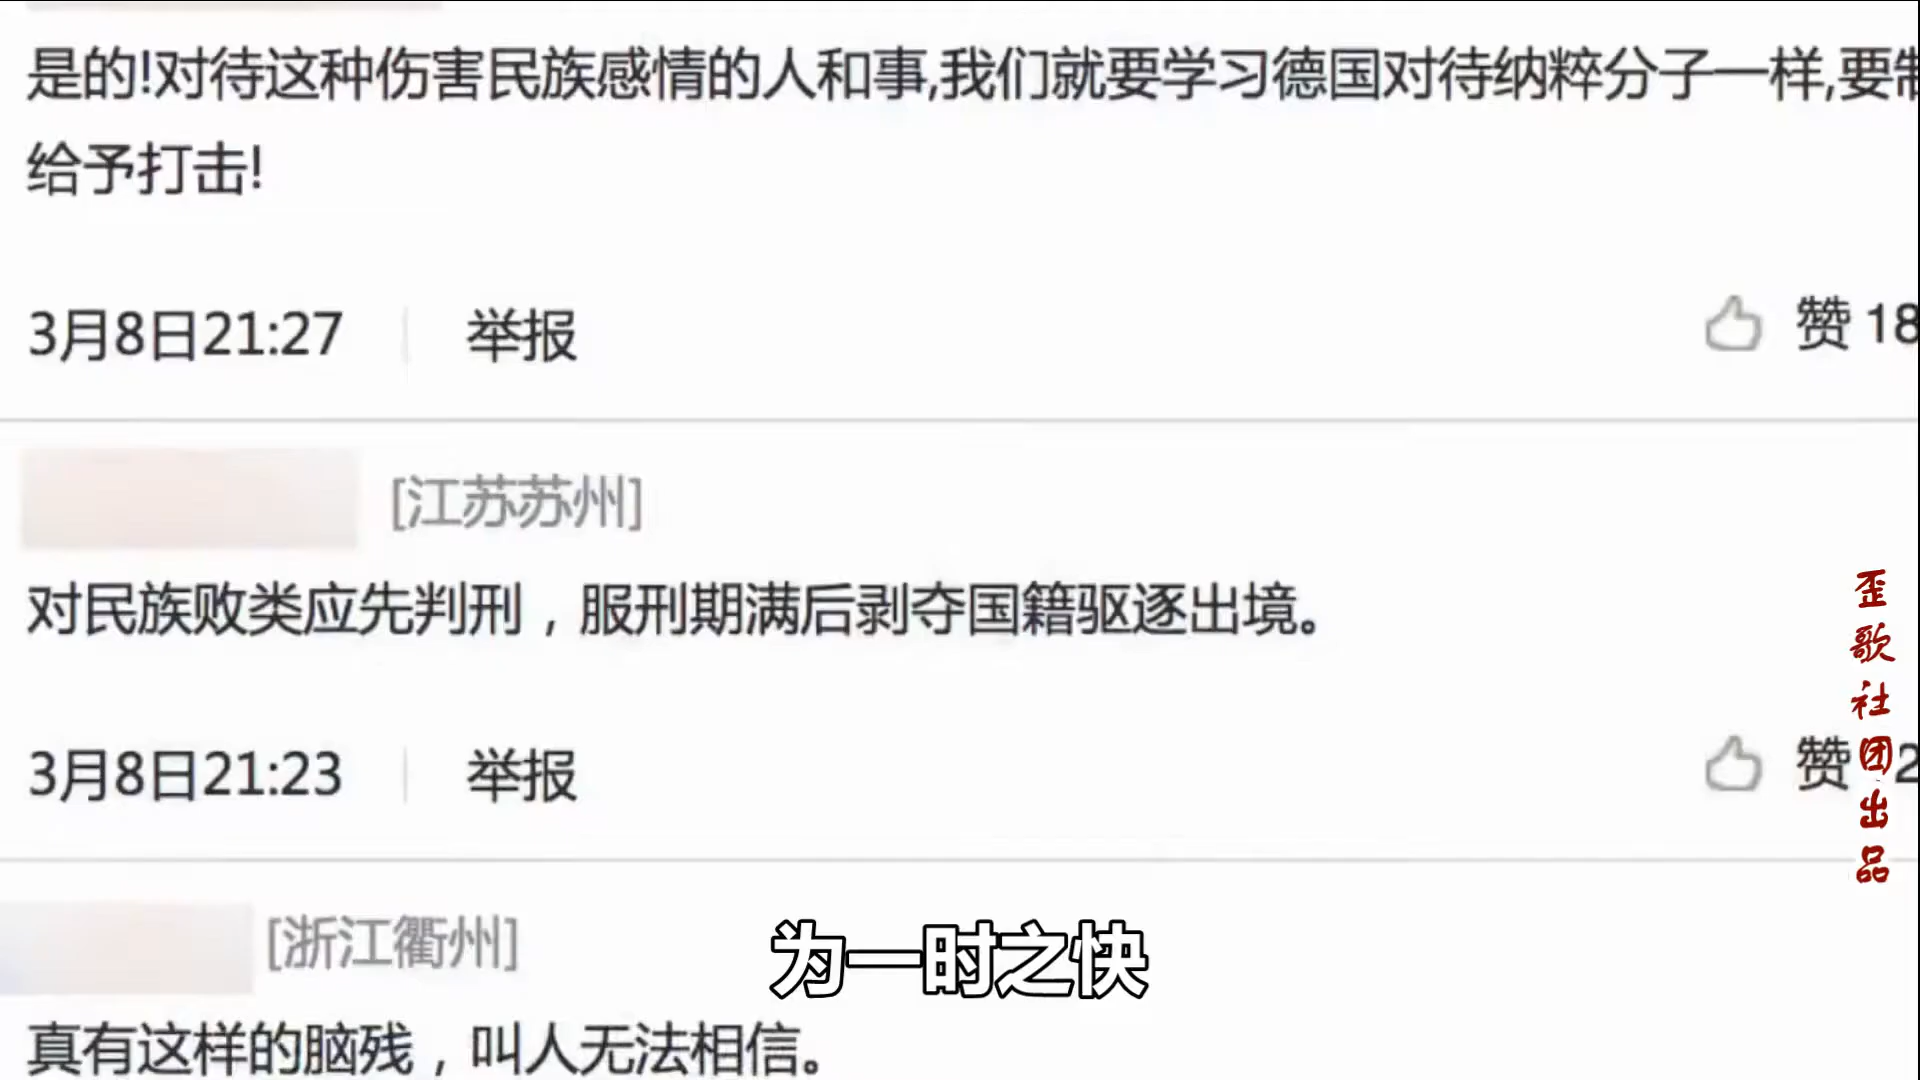 是的!对待这种伤害民族感情的人和事,我们就要学习德国对待纳粹分子一样,要制
给予打击!
3月8日21:27 举报 赞 18
[江苏苏州]
对民族败类应先判刑，服刑期满后剥夺国籍驱逐出境。
3月8日21:23 举报 赞 2
[浙江衢州]
真有这样的脑残，叫人无法相信。
为一时之快
歪歌社团出品